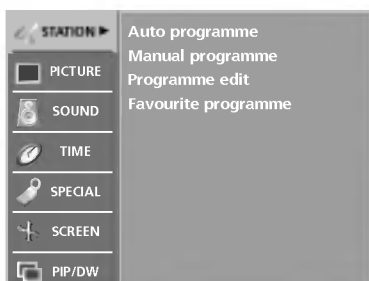 STATION ▶
PICTURE
SOUND
TIME
SPECIAL
SCREEN
PIP/DW
Auto programme
Manual programme
Programme edit
Favourite programme